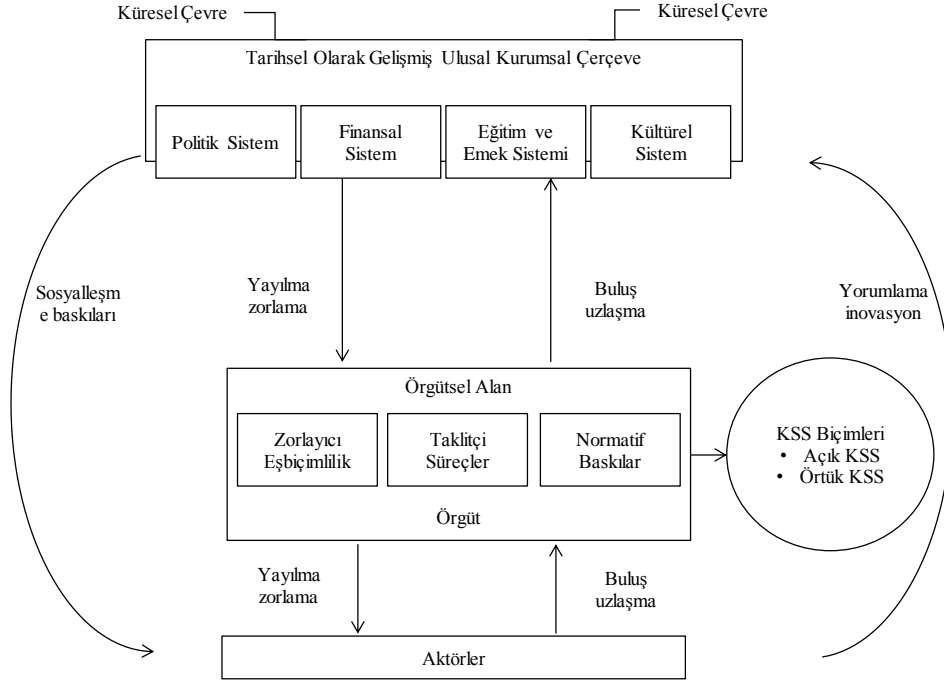 Küresel Çevre
Küresel Çevre
Tarihsel Olarak Gelişmiş Ulusal Kurumsal Çerçeve
Politik Sistem
Finansal
Sistem
Eğitim ve
Emek Sistemi
Kültürel
Sistem
Sosyalleşm
e baskıları
Yayılma
zorlama
Buluş
uzlaşma
Yorumlama
inovasyon
Örgütsel Alan
Zorlayıcı
Eşbiçimlilik
Taklitçi
Süreçler
Normatif
Baskılar
Örgüt
KSS Biçimleri
• Açık KSS
• Örtük KSS
Yayılma
zorlama
Buluş
uzlaşma
Aktörler